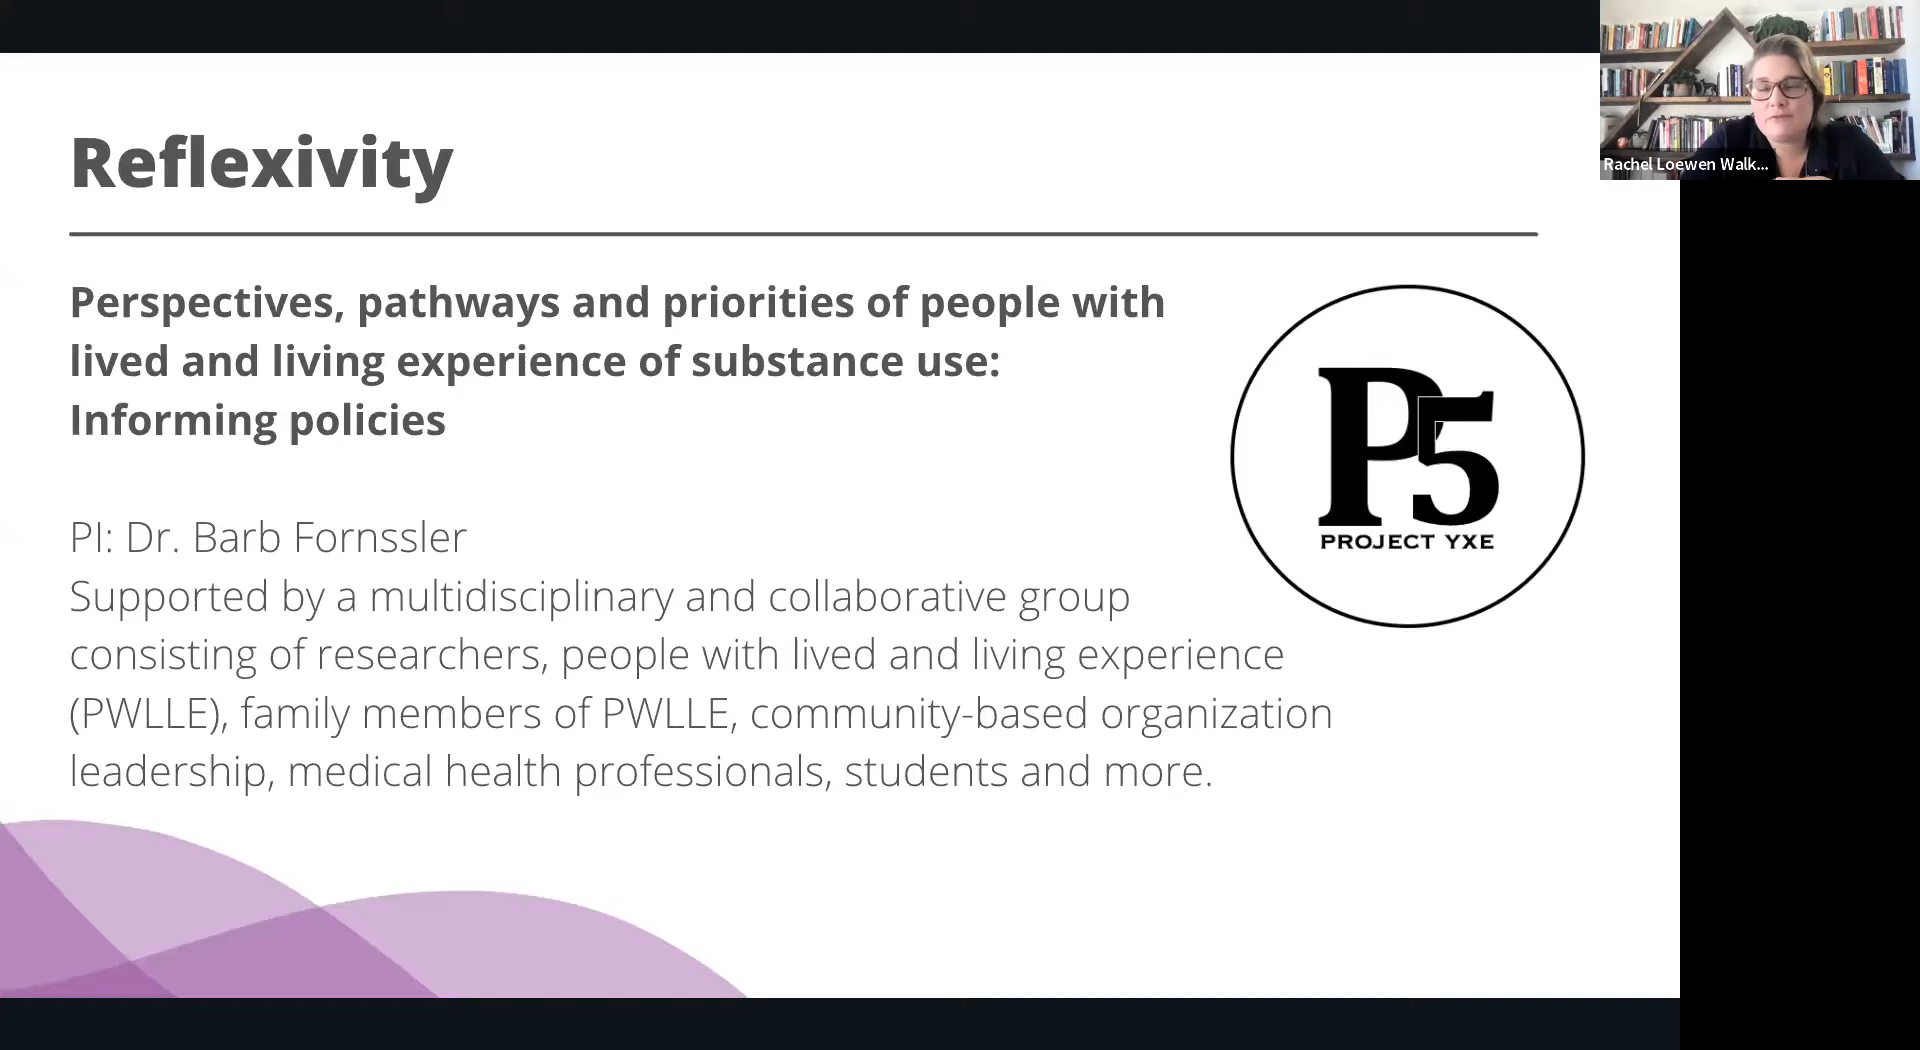 Reflexivity
Perspectives, pathways and priorities of people with
lived and living experience of substance use:
Informing policies
PI: Dr. Barb Fornssler
Supported by a multidisciplinary and collaborative group
consisting of researchers, people with lived and living experience
(PWLLE), family members of PWLLE, community-based organization
leadership, medical health professionals, students and more.
P5
PROJECT YXE
Rachel Loewen Walk...